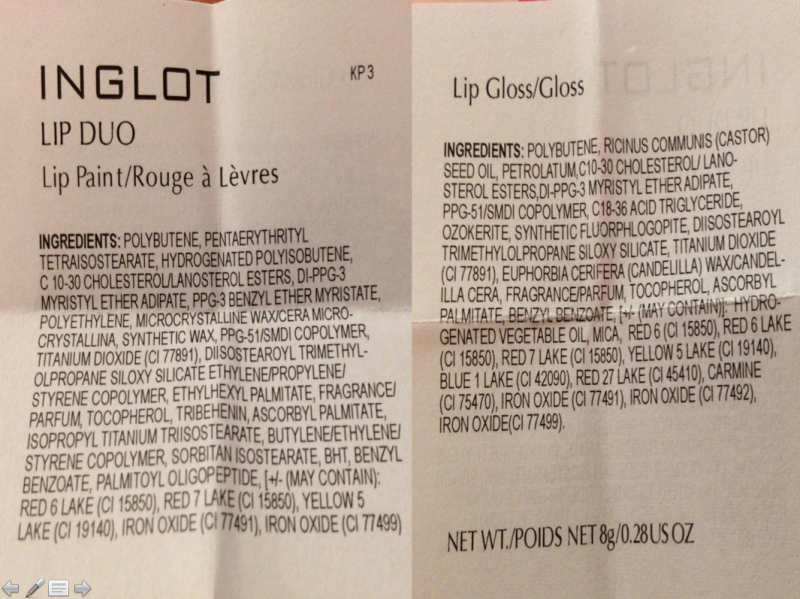 INGLOT
KP 3
LIP DUO
Lip Paint/Rouge à Lèvres
INGREDIENTS: POLYBUTENE, PENTAERYTHRITYL
TETRAISOSTEARATE, HYDROGENATED POLYISOBUTENE,
C 10-30 CHOLESTEROL/LANOSTEROL ESTERS, DI-PPG-3
MYRISTYL ETHER ADIPATE, PPG-3 BENZYL ETHER MYRISTATE,
POLYETHYLENE, MICROCRYSTALLINE WAX/CERA MICRO-
CRYSTALLINA, SYNTHETIC WAX, PPG-51/SMDI COPOLYMER,
TITANIUM DIOXIDE (CI 77891), DIISOSTEAROYL TRIMETHYL-
OLPROPANE SILOXY SILICATE ETHYLENE/PROPYLENE/
STYRENE COPOLYMER, ETHYLHEXYL PALMITATE, FRAGRANCE/
PARFUM, TOCOPHEROL, TRIBEHENIN, ASCORBYL PALMITATE,
ISOPROPYL TITANIUM TRIISOSTEARATE, BUTYLENE/ETHYLENE/
STYRENE COPOLYMER, SORBITAN ISOSTEARATE, BHT, BENZYL
BENZOATE, PALMITOYL OLIGOPEPTIDE, [+/- (MAY CONTAIN):
RED 6 LAKE (CI 15850), RED 7 LAKE (CI 15850), YELLOW 5
LAKE (CI 19140), IRON OXIDE (CI 77491), IRON OXIDE (CI 77499)
Lip Gloss/Gloss
INGREDIENTS: POLYBUTENE, RICINUS COMMUNIS (CASTOR)
SEED OIL, PETROLATUM,C10-30 CHOLESTEROL/ LANO-
STEROL ESTERS,DI-PPG-3 MYRISTYL ETHER ADIPATE,
PPG-51/SMDI COPOLYMER, C18-36 ACID TRIGLYCERIDE,
OZOKERITE, SYNTHETIC FLUORPHLOGOPITE, DIISOSTEAROYL
TRIMETHYLOLPROPANE SILOXY SILICATE, TITANIUM DIOXIDE
(CI 77891), EUPHORBIA CERIFERA (CANDELILLA) WAX/CANDEL-
ILLA CERA, FRAGRANCE/PARFUM, TOCOPHEROL, ASCORBYL
PALMITATE, BENZYL BENZOATE, [+/- (MAY CONTAIN)]: HYDRO-
GENATED VEGETABLE OIL, MICA, RED 6 (CI 15850), RED 6 LAKE
(CI 15850), RED 7 LAKE (CI 15850), YELLOW 5 LAKE (CI 19140),
BLUE 1 LAKE (CI 42090), RED 27 LAKE (CI 45410), CARMINE
(CI 75470), IRON OXIDE (CI 77491), IRON OXIDE (CI 77492),
IRON OXIDE(CI 77499).
NET WT./POIDS NET 8g/0.28 US OZ